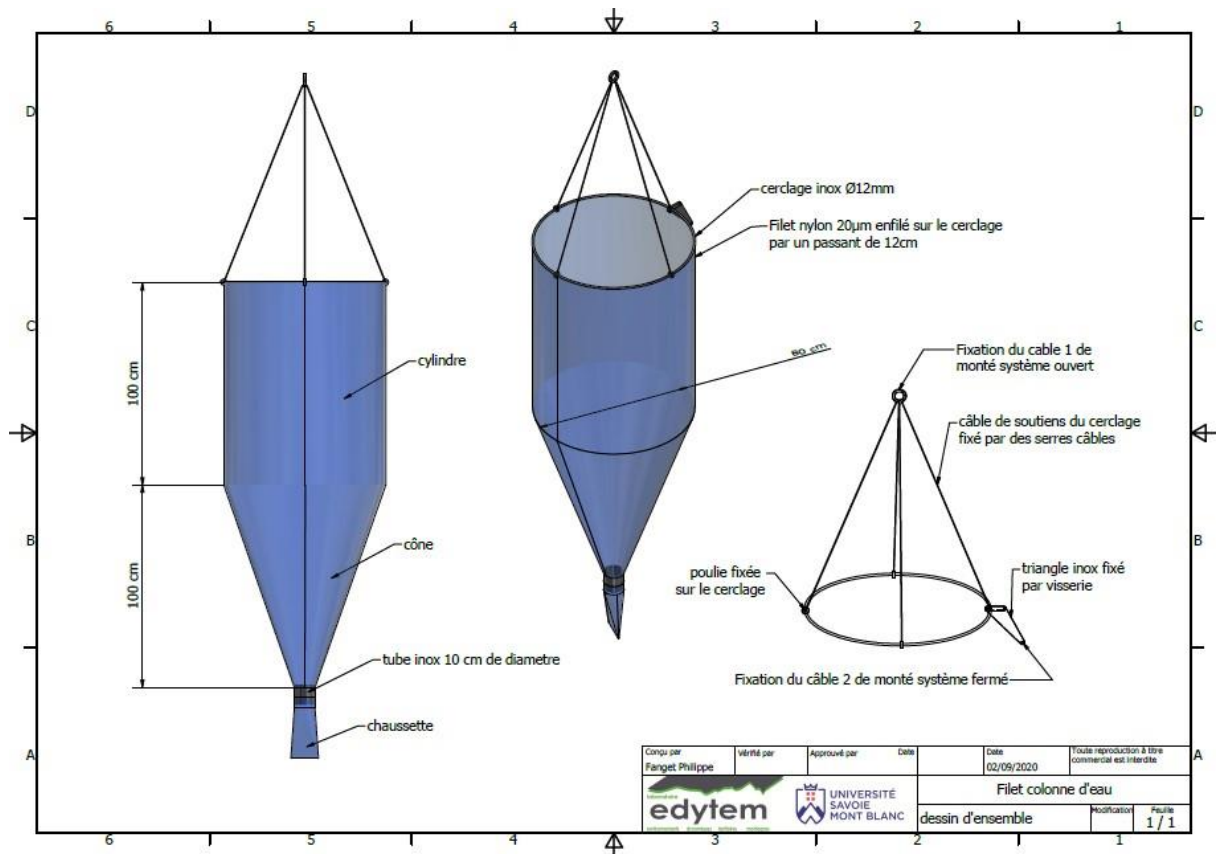 6 5 4 3 2 1
D D
cerclage inox Ø12mm
Filet nylon 20µm enfilé sur le cerclage
par un passant de 12cm
C C
100 cm
cylindre
80 cm
Fixation du cable 1 de
monté système ouvert
câble de soutiens du cerclage
fixé par des serres câbles
B B
100 cm
cône
poulie fixée
sur le cerclage
triangle inox fixé
par visserie
tube inox 10 cm de diametre
Fixation du câble 2 de monté système fermé
chaussette
A A
Conçu par
Fanget Philippe
Vérifié par
Approuvé par
Date
Date
02/09/2020
Toute reproduction à titre
commercial est interdite
edytem
UNIVERSITÉ
SAVOIE
MONT BLANC
Filet colonne d'eau
dessin d'ensemble
Modification
Feuille
1 / 1
6 5 4 3 2 1